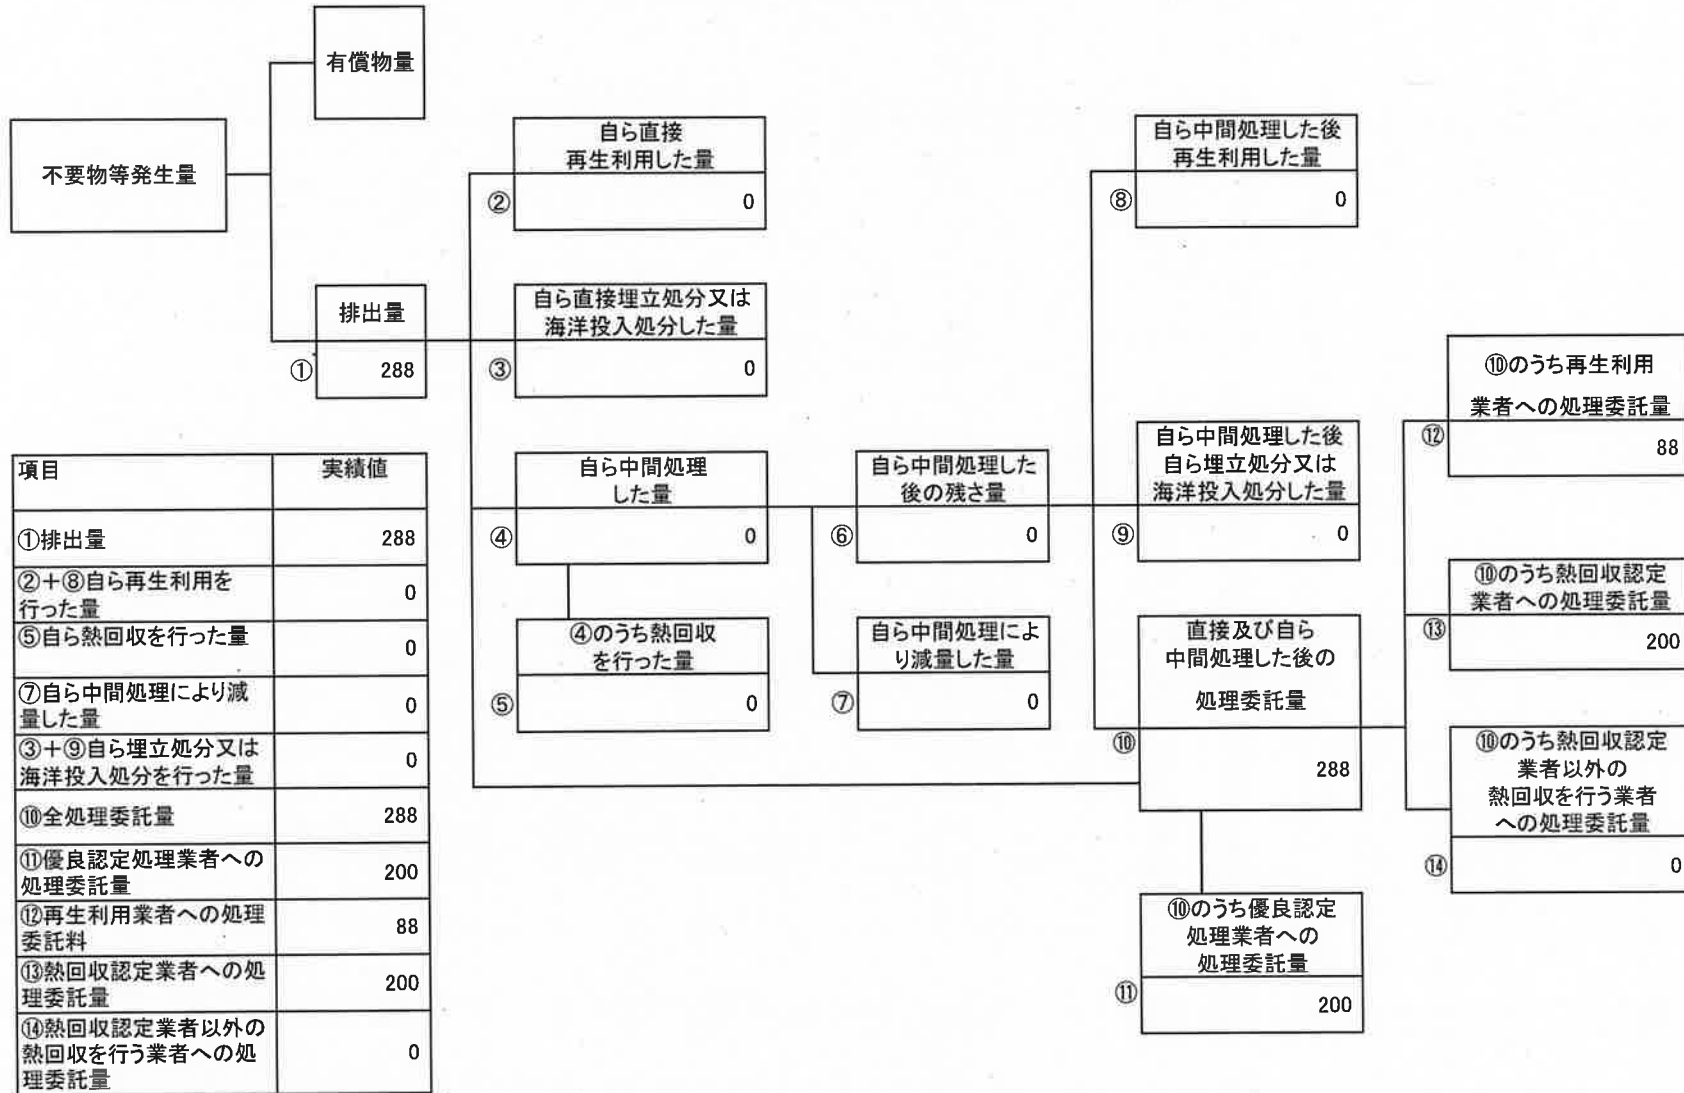 有償物量
不要物等発生量
自ら直接
再生利用した量
②
0
自ら中間処理した後
再生利用した量
⑧
0
排出量
①
288
自ら直接埋立処分又は
海洋投入処分した量
③
0
⑩のうち再生利用
業者への処理委託量
⑫
88
自ら中間処理
した量
④
0
自ら中間処理した
後の残さ量
⑥
0
自ら中間処理した後
自ら埋立処分又は
海洋投入処分した量
⑨
0
⑩のうち熱回収認定
業者への処理委託量
⑬
200
④のうち熱回収
を行った量
⑤
0
自ら中間処理によ
り減量した量
⑦
0
直接及び自ら
中間処理した後の
処理委託量
⑩
288
⑩のうち熱回収認定
業者以外の
熱回収を行う業者
への処理委託量
⑭
0
⑩のうち優良認定
処理業者への
処理委託量
⑪
200
項目 実績値
①排出量 288
②+⑧自ら再生利用を
行った量 0
⑤自ら熱回収を行った量 0
⑦自ら中間処理により減
量した量 0
③+⑨自ら埋立処分又は
海洋投入処分を行った量 0
⑩全処理委託量 288
⑪優良認定処理業者への
処理委託量 200
⑫再生利用業者への処理
委託料 88
⑬熱回収認定業者への処
理委託量 200
⑭熱回収認定業者以外の
熱回収を行う業者への処
理委託量 0